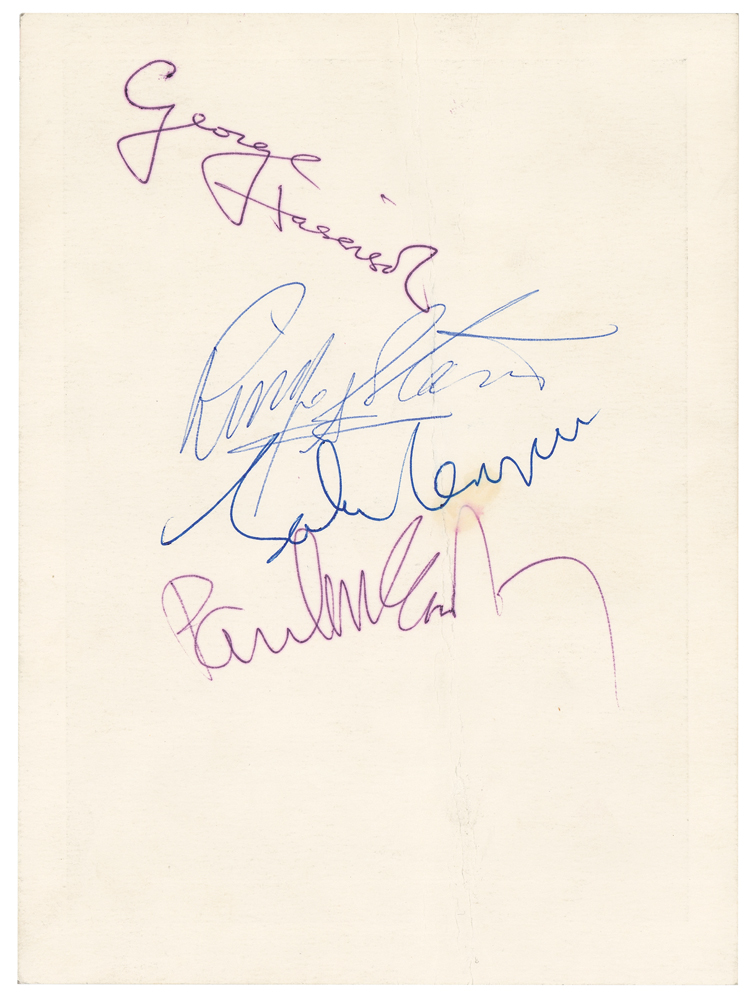 George
Harrison
Ringo Starr
John Lennon
Paul McCartney